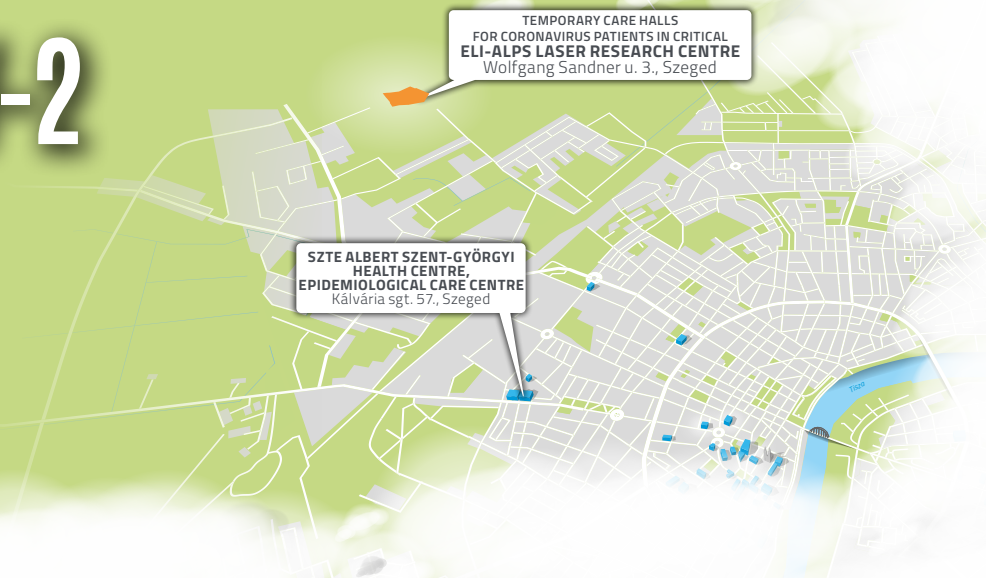 -2
TEMPORARY CARE HALLS
FOR CORONAVIRUS PATIENTS IN CRITICAL
ELI-ALPS LASER RESEARCH CENTRE
Wolfgang Sandner u. 3., Szeged
SZTE ALBERT SZENT-GYÖRGYI
HEALTH CENTRE,
EPIDEMIOLOGICAL CARE CENTRE
Kálvária sgt. 57., Szeged
Tisza